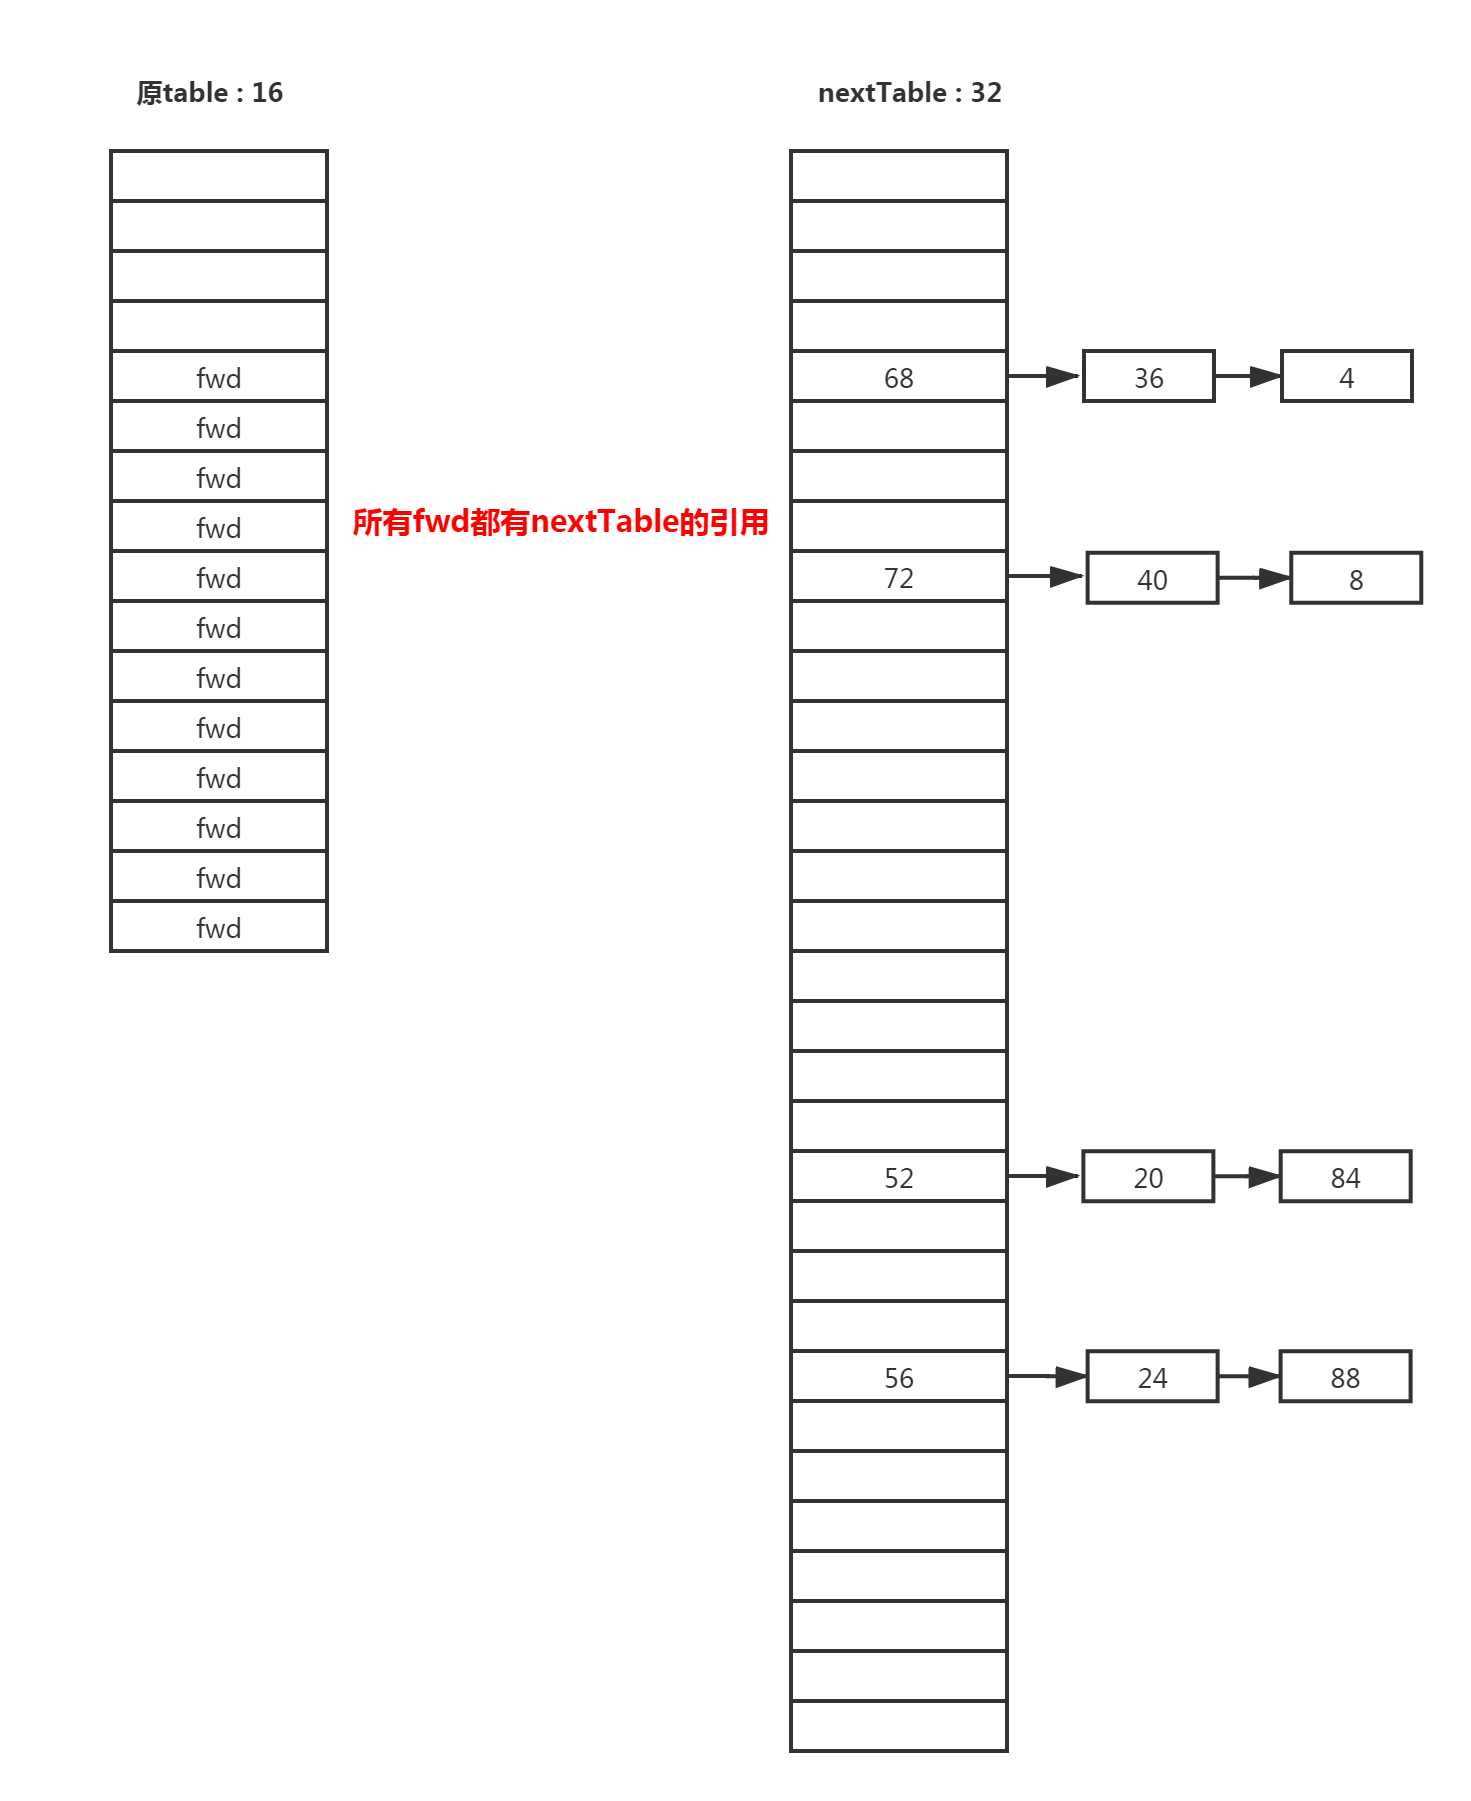 原table : 16
nextTable : 32
fwd
68
36
4
fwd
fwd
fwd
所有fwd都有nextTable的引用
fwd
72
40
8
fwd
fwd
fwd
fwd
fwd
fwd
fwd
52
20
84
56
24
88